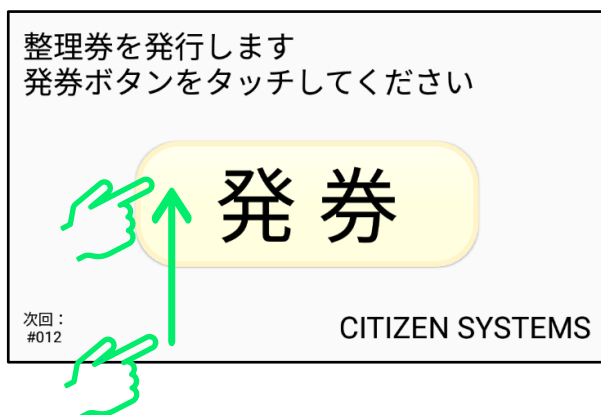 整理券を発行します
発券ボタンをタッチしてください
発 券
次回：
#012
CITIZEN SYSTEMS